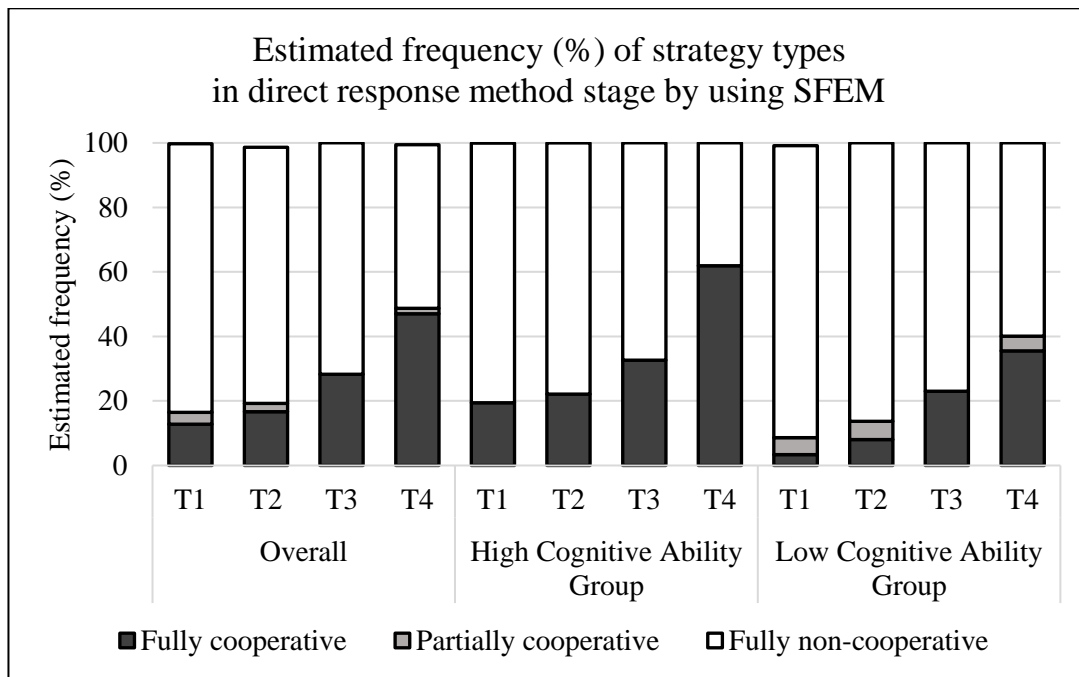 Estimated frequency (%) of strategy types
in direct response method stage by using SFEM
Estimated frequency (%)
100
80
60
40
20
0
T1 T2 T3 T4 T1 T2 T3 T4 T1 T2 T3 T4
Overall High Cognitive Ability Low Cognitive Ability
Group Group
Fully cooperative Partially cooperative Fully non-cooperative